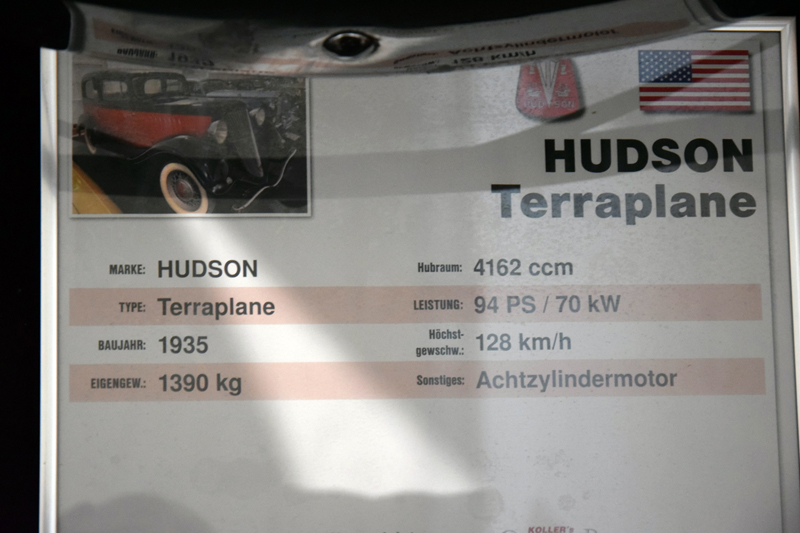 HUDSON
Terraplane
MARKE: HUDSON
Hubraum: 4162 ccm
TYPE: Terraplane
LEISTUNG: 94 PS / 70 kW
BAUJAHR: 1935
Höchst-
gewschw.: 128 km/h
EIGENGEW.: 1390 kg
Sonstiges: Achtzylindermotor
KOLLER'S